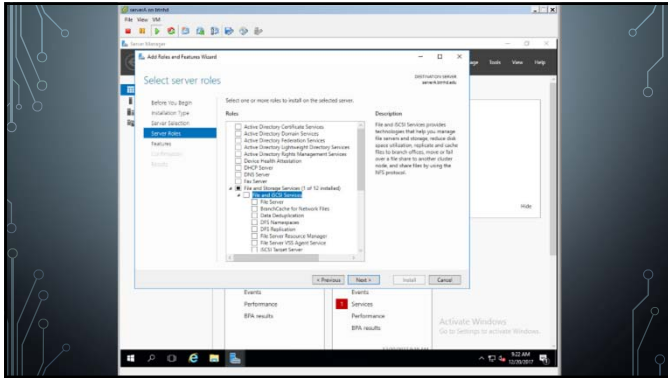 serverA on btnhd
File View VM
Server Manager
Add Roles and Features Wizard
Tools View Help
Select server roles
DESTINATION SERVER
Before You Begin
Installation Type
Server Selection
Server Roles
Features
Confirmation
Results
Select one or more roles to install on the selected server.
Roles
Active Directory Certificate Services
Active Directory Domain Services
Active Directory Federation Services
Active Directory Lightweight Directory Services
Active Directory Rights Management Services
Device Health Attestation
DHCP Server
DNS Server
Fax Server
File and Storage Services (1 of 12 installed)
File and iSCSI Services
File Server
BranchCache for Network Files
Data Deduplication
DFS Namespaces
DFS Replication
File Server Resource Manager
File Server VSS Agent Service
iSCSI Target Server
Description
File and iSCSI Services provides
technologies that help you manage
file servers and storage, reduce disk
space utilization, replicate and cache
files to branch offices, move or fail
over a file share to another cluster
node, and share files by using the
NFS protocol.
Hide
< Previous Next > Install Cancel
Events
Performance
BPA results
Events
1 Services
Performance
BPA results
Activate Windows
Go to Settings to activate Windows.
9:22 AM
12/20/2017